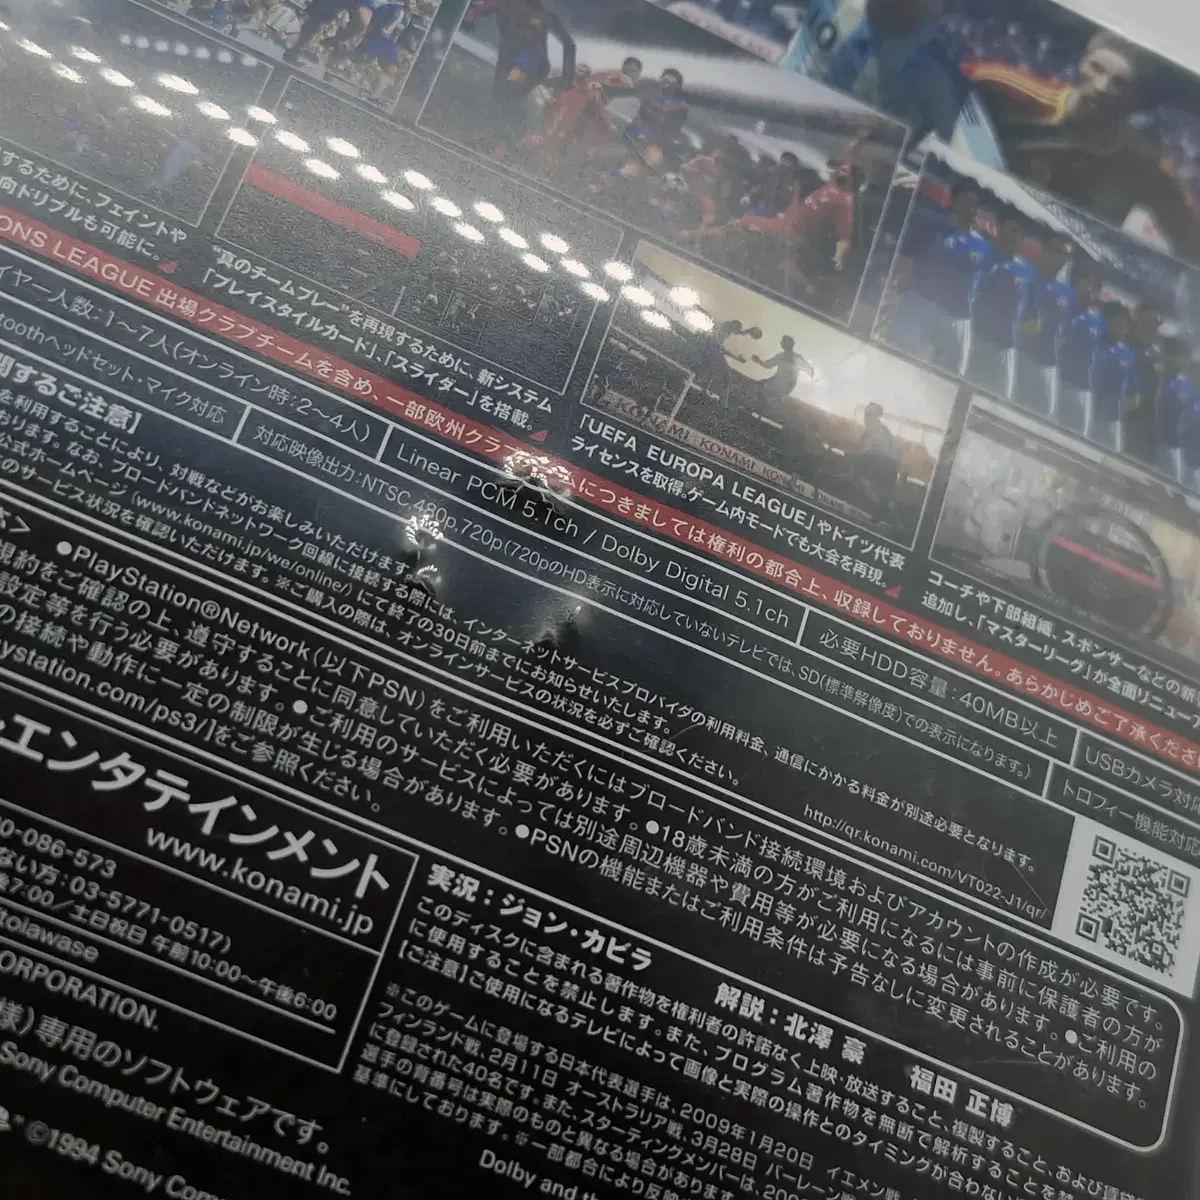 するために、フェイントや
向ドリブルも可能に。
"真のチームプレー"を再現するために、新システム
「プレイスタイルカード」、「スライダー」を搭載。
「UEFA EUROPA LEAGUE」やドイツ代表
ライセンスを取得。ゲーム内モードでも大会を再現。
コーチや下部組織、スポンサーなどの新
追加し、「マスターリーグ」が全面リニュー
ONS LEAGUE 出場クラブチームを含め、一部欧州クラ
につきましては権利の都合上、収録しておりません。あらかじめご了承くださ
イヤー人数:1〜7人(オンライン時:2〜4人)
Linear PCM 5.1ch / Dolby Digital 5.1ch
必要HDD容量:40MB以上
USBカメラ対
toothヘッドセット・マイク対応
対応映像出力:NTSC 480p,720p(720pのHD表示に対応していないテレビでは、SD(標準解像度)での表示になります。)
トロフィー機能対応
関するご注意】
を利用することにより、対戦などがお楽しみいただけます
おります。なお、ブロードバンドネットワーク回線に接続する際には、インターネットサービスプロバイダの利用料金、通信にかかる料金が別途必要となります。
公式ホームページ(www.konami.jp/we/online/)にて終了の30日前までにお知らせいたします。
のサービス状況を確認いただけます。※ご購入の際は、オンラインサービスの状況を必ずご確認ください。
http://qr.konami.com/VT022-J1/qr/
●PlayStation®Network(以下PSN)をご利用いただくにはブロードバンド接続環境およびアカウントの作成が必要です。
規約をご確認の上、遵守することに同意していただく必要があります。●18歳未満の方がご利用になるには事前に保護者の方が
設定等を行う必要があります。●ご利用のサービスによっては別途周辺機器や費用等が必要になる場合があります。●ご利用の
の接続や動作に一定の制限が生じる場合があります。●PSNの機能またはご利用条件は予告なしに変更されることがあります。
aystation.com/ps3/]をご参照ください。
エンタテインメント
www.konami.jp
0-086-573
ない方:03-5771-0517)
後7:00/土日祝日 午前10:00〜午後6:00
toiawase
ORPORATION.
様)専用のソフトウェアです。
Sony Computer Entertainment Inc.
©1994 Sony Com
実況:ジョン・カビラ 解説:北澤 豪 福田 正博
このディスクに含まれる著作物を権利者の許諾なく上映・放送すること、複製すること、および
に使用することを禁止します。また、プログラム著作物を無断で解析することを
【ご注意】ご使用になるテレビによって画像と実際の操作とのタイミングが合わな
※このゲームに登場する日本代表選手は、2009年1月20日 イエメン戦
フィンランド戦、2月11日 オーストラリア戦、3月28日 バーレーン戦
に登録された40名です。また、スターティングメンバーは、200
選手の背番号は実際のものと異なる場合があります。
基準にしております。※一部都合により反映
Dolby and th